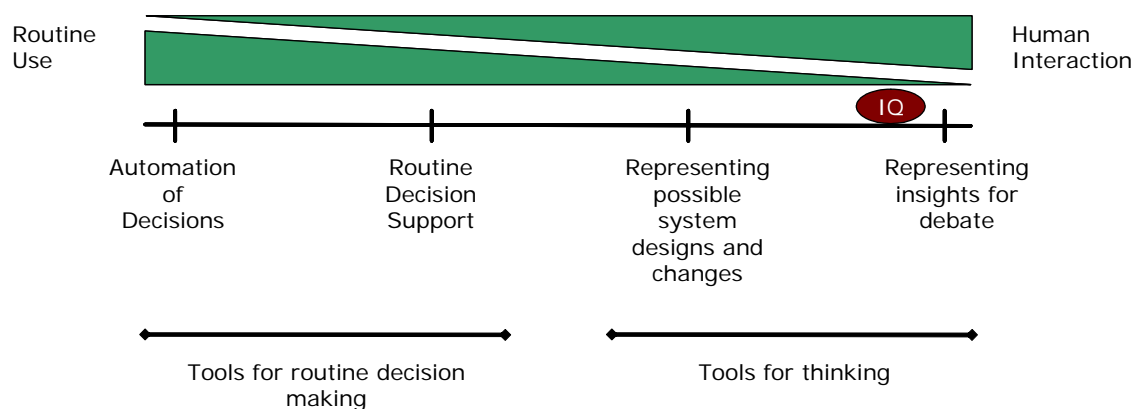 Routine
Use
Human
Interaction
IQ
Automation
of
Decisions
Routine
Decision
Support
Representing
possible
system
designs and
changes
Representing
insights for
debate
Tools for routine decision
making
Tools for thinking